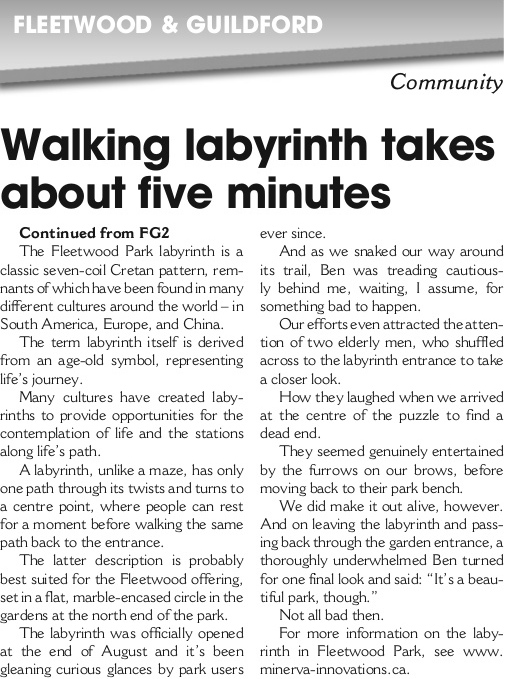 FLEETWOOD & GUILDFORD
Community
Walking labyrinth takes
about five minutes
Continued from FG2
The Fleetwood Park labyrinth is a
classic seven-coil Cretan pattern, rem-
nants of which have been found in many
different cultures around the world – in
South America, Europe, and China.
The term labyrinth itself is derived
from an age-old symbol, representing
life's journey.
Many cultures have created laby-
rinths to provide opportunities for the
contemplation of life and the stations
along life's path.
A labyrinth, unlike a maze, has only
one path through its twists and turns to
a centre point, where people can rest
for a moment before walking the same
path back to the entrance.
The latter description is probably
best suited for the Fleetwood offering,
set in a flat, marble-encased circle in the
gardens at the north end of the park.
The labyrinth was officially opened
at the end of August and it's been
gleaning curious glances by park users
ever since.
And as we snaked our way around
its trail, Ben was treading cautious-
ly behind me, waiting, I assume, for
something bad to happen.
Our efforts even attracted the atten-
tion of two elderly men, who shuffled
across to the labyrinth entrance to take
a closer look.
How they laughed when we arrived
at the centre of the puzzle to find a
dead end.
They seemed genuinely entertained
by the furrows on our brows, before
moving back to their park bench.
We did make it out alive, however.
And on leaving the labyrinth and pass-
ing back through the garden entrance, a
thoroughly underwhelmed Ben turned
for one final look and said: “It's a beau-
tiful park, though.”
Not all bad then.
For more information on the laby-
rinth in Fleetwood Park, see www.
minerva-innovations.ca.